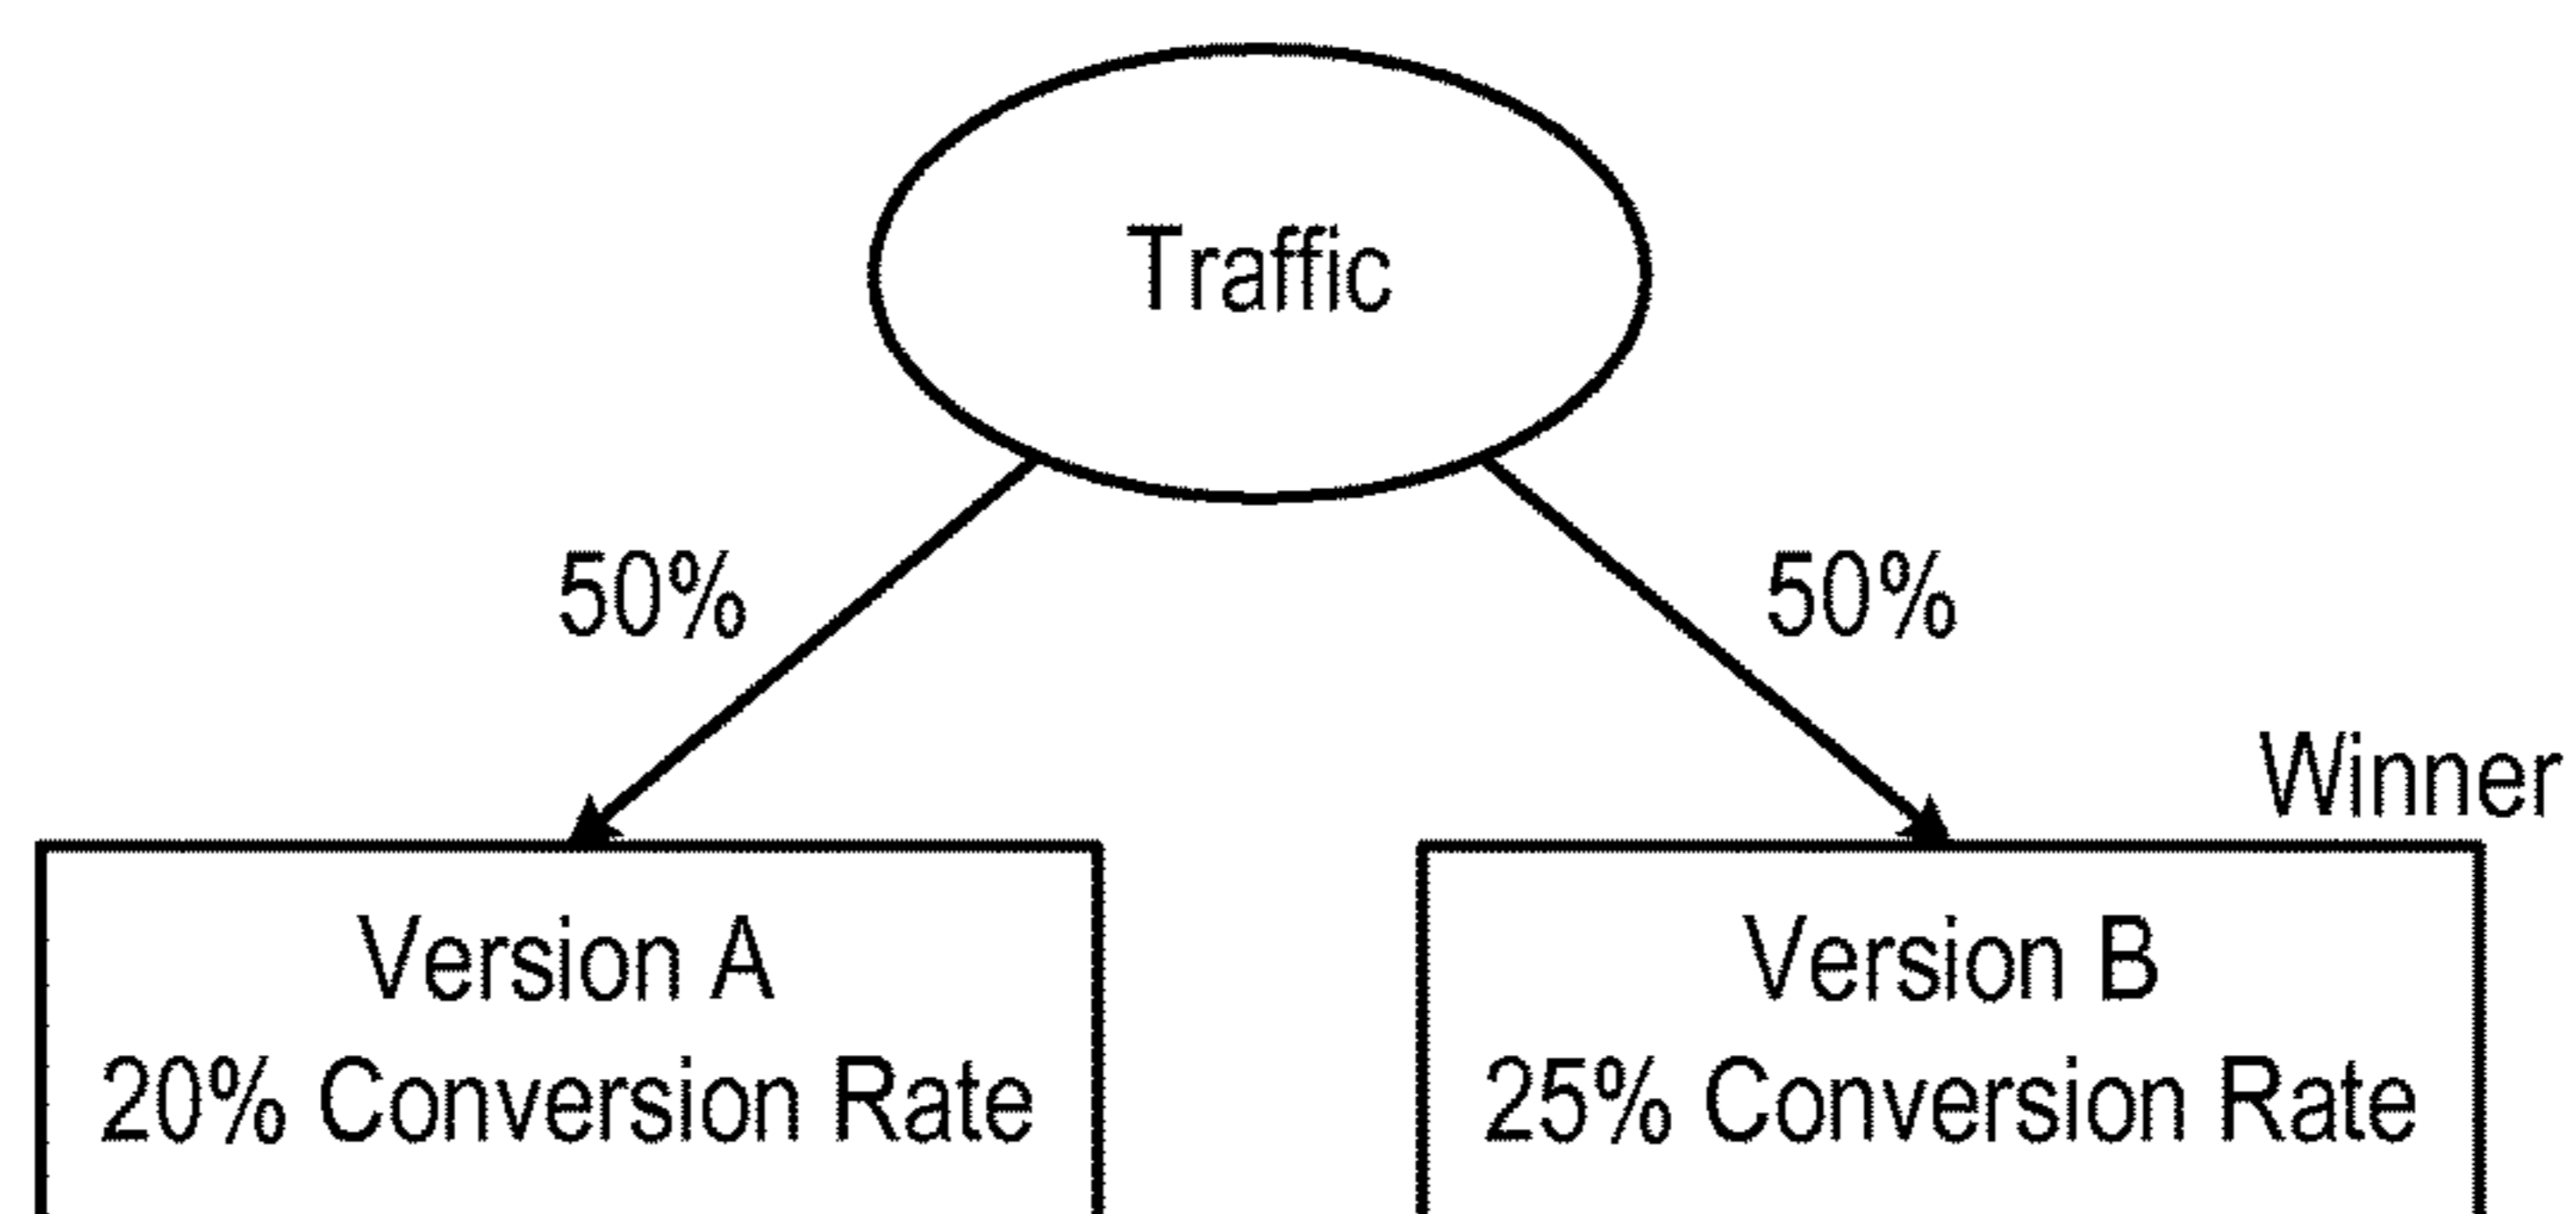 Traffic
50%
50%
Winner
Version A
20% Conversion Rate
Version B
25% Conversion Rate